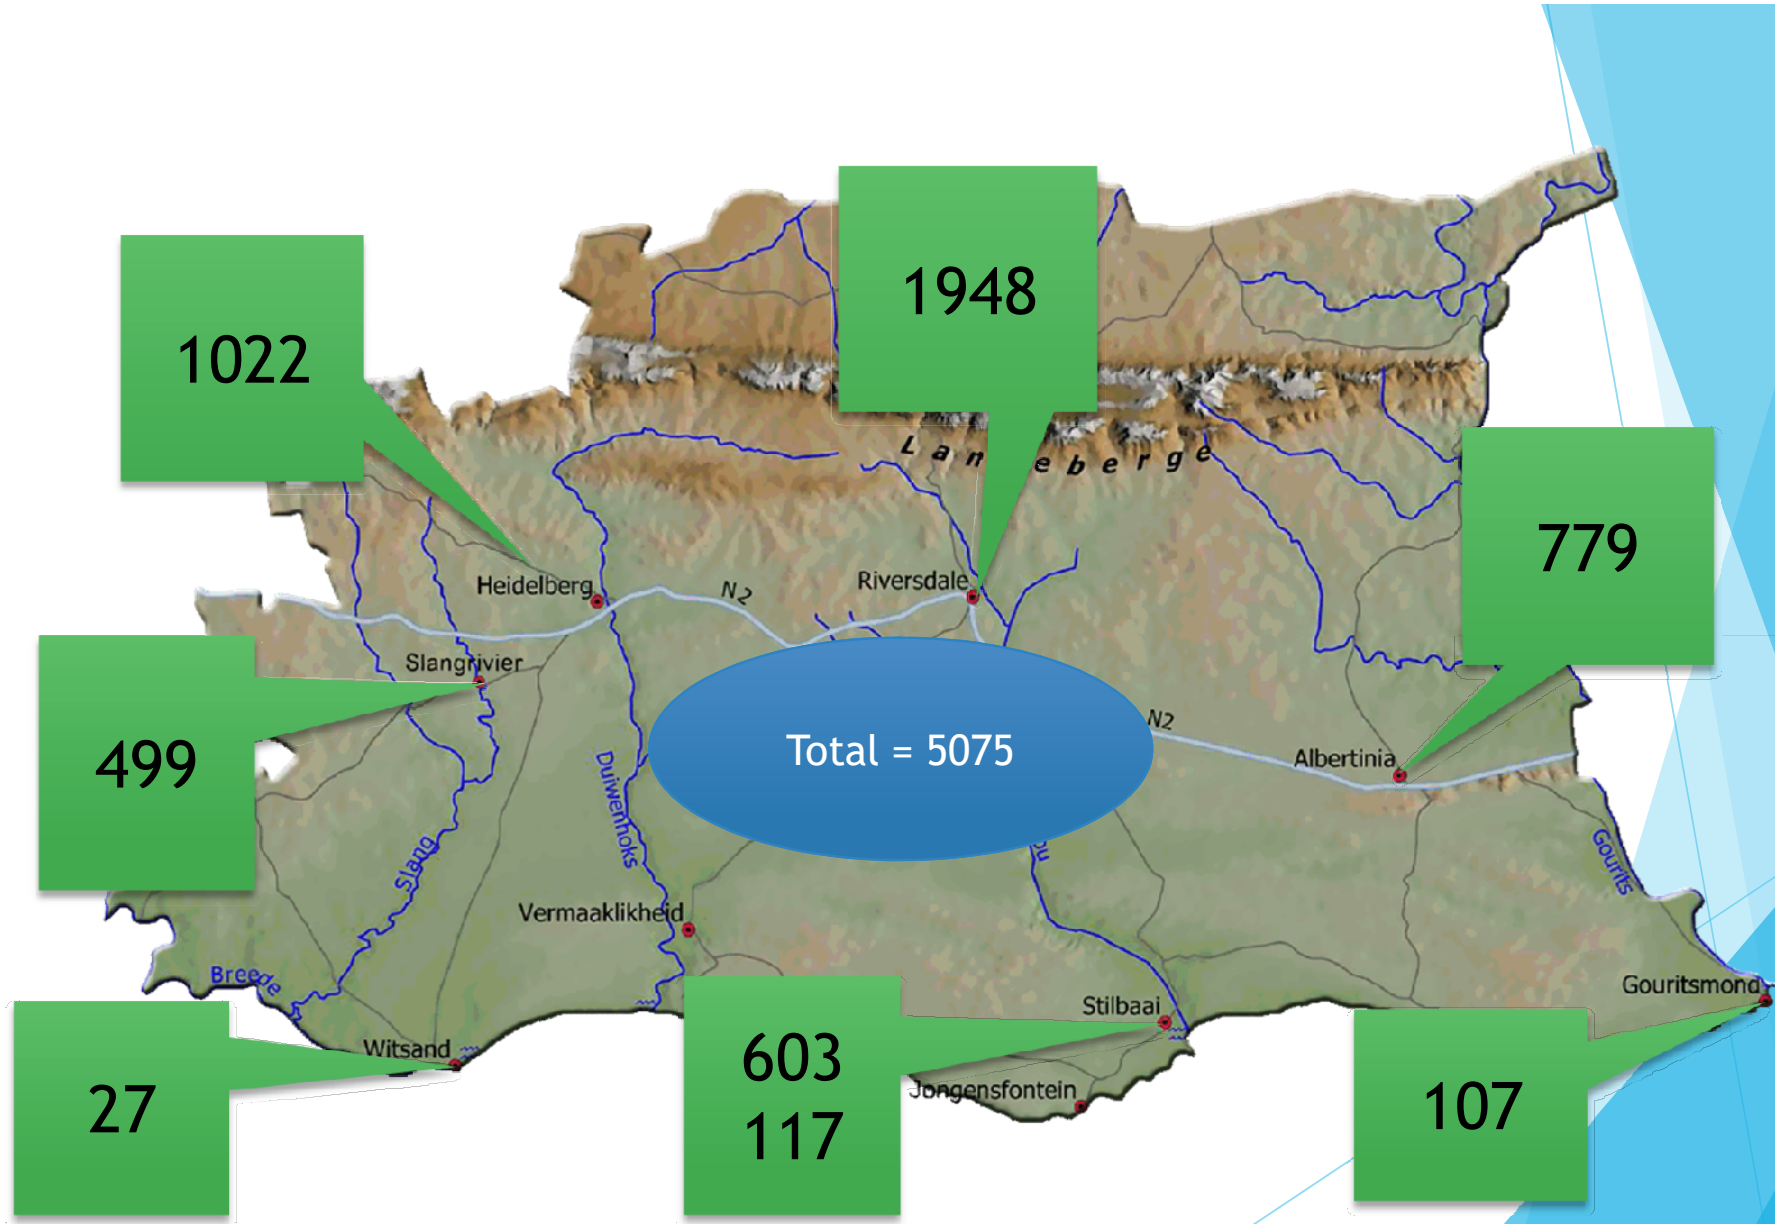 1948
1022
Langeberge
779
Heidelberg
N2
Riversdale
Slangrivier
499
Total = 5075
N2
Albertinia
Duiwenhoks
Slang
ou
Gourits
Vermaaklikheid
Breede
Stilbaai
Gouritsmond
Witsand
27
603
117
Jongensfontein
107